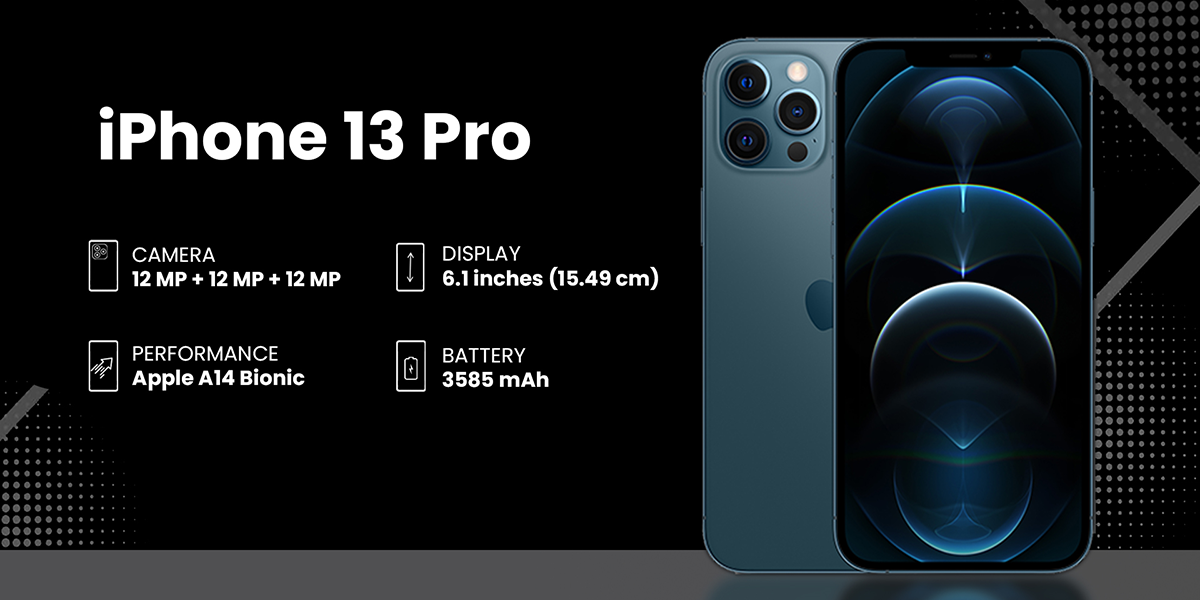 iPhone 13 Pro
CAMERA
12 MP + 12 MP + 12 MP
DISPLAY
6.1 inches (15.49 cm)
PERFORMANCE
Apple A14 Bionic
BATTERY
3585 mAh